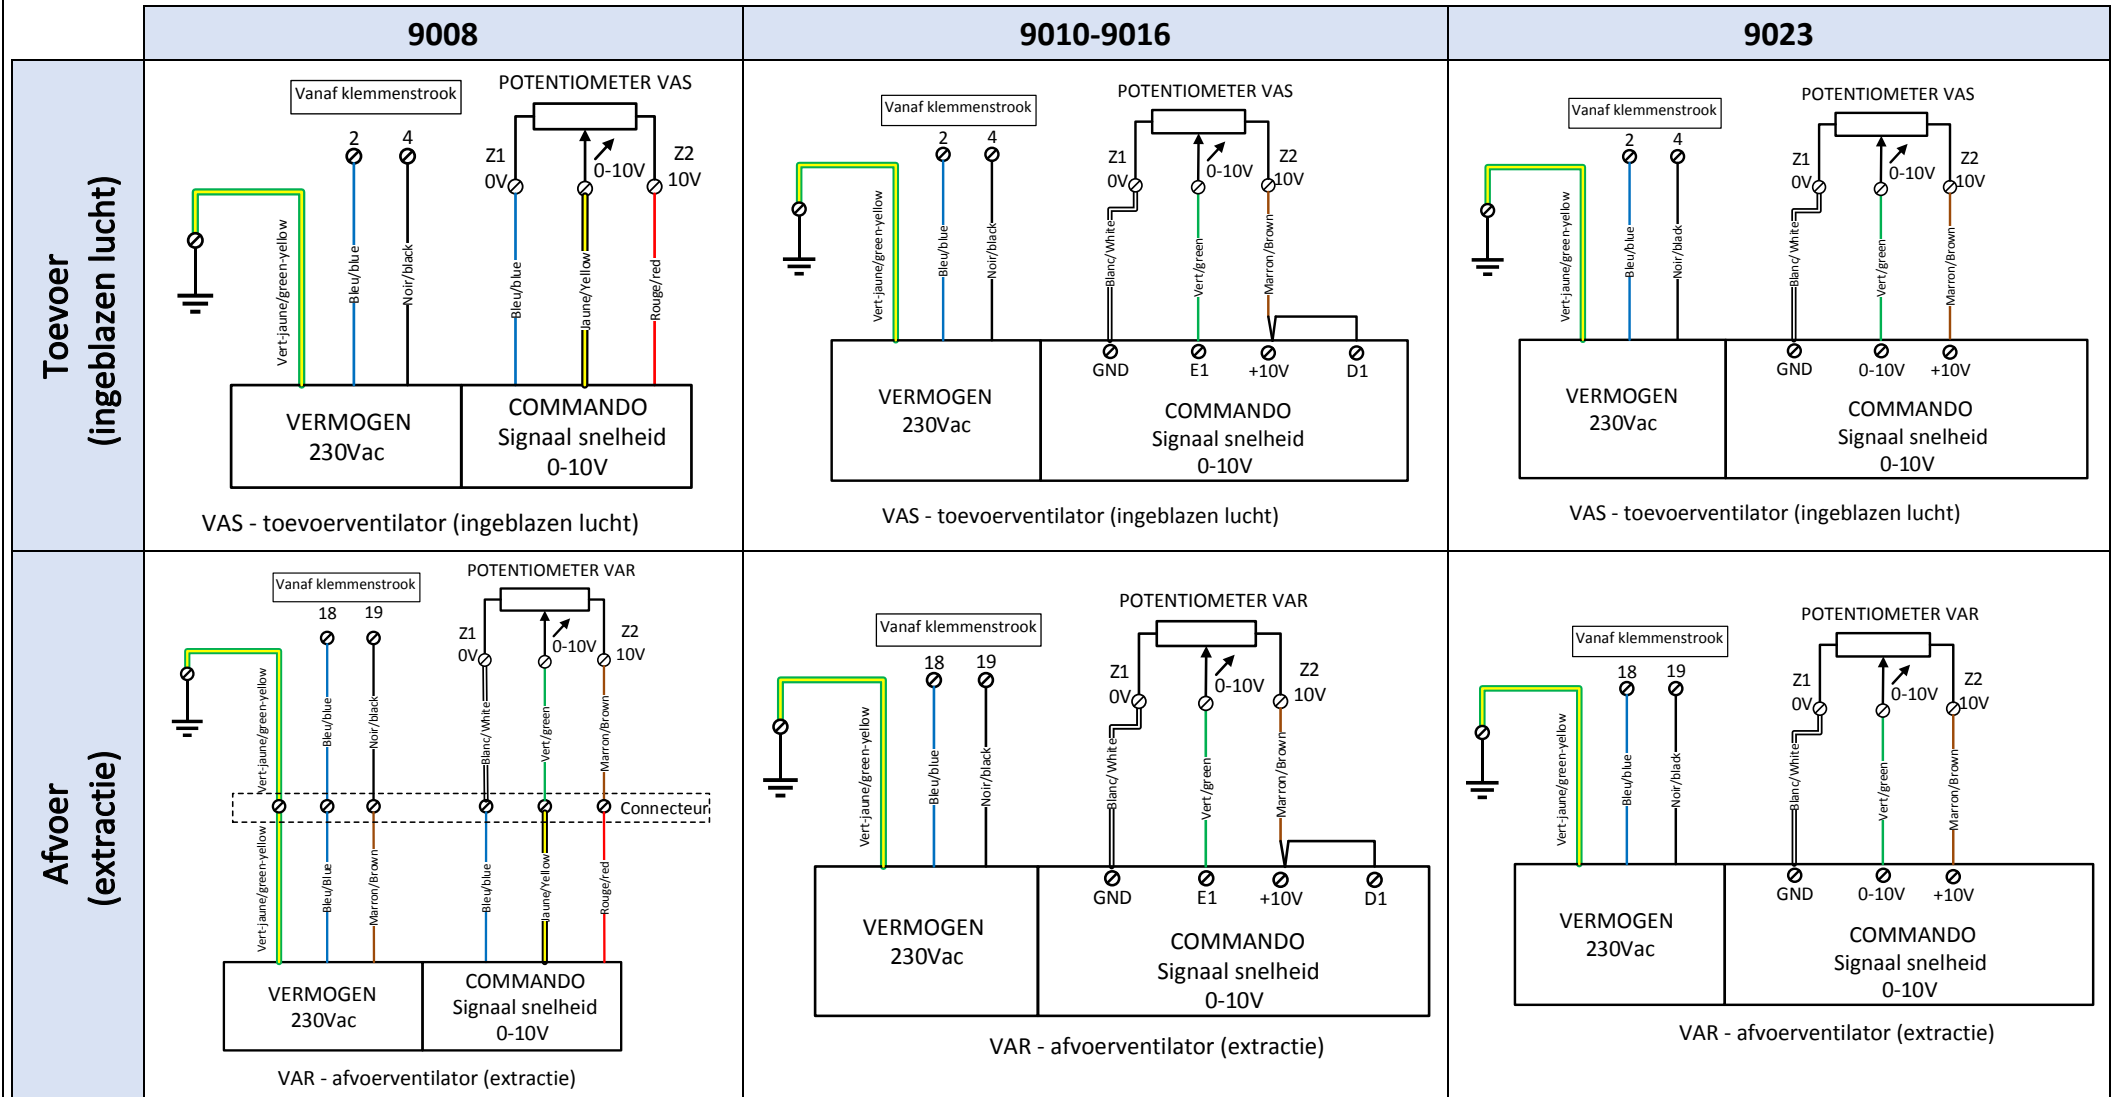 9008
9010-9016
9023
Toevoer
(ingeblazen lucht)
Vanaf klemmenstrook
2
4
POTENTIOMETER VAS
Z1
0V
0-10V
Z2
10V
Vert-jaune/green-yellow
Bleu/blue
Noir/black
Bleu/blue
Jaune/Yellow
Rouge/red
VERMOGEN
230Vac
COMMANDO
Signaal snelheid
0-10V
VAS - toevoerventilator (ingeblazen lucht)
Vanaf klemmenstrook
2
4
POTENTIOMETER VAS
Z1
0V
0-10V
Z2
10V
Vert-jaune/green-yellow
Bleu/blue
Noir/black
Blanc/White
Vert/green
Marron/Brown
GND
E1
+10V
D1
VERMOGEN
230Vac
COMMANDO
Signaal snelheid
0-10V
VAS - toevoerventilator (ingeblazen lucht)
Vanaf klemmenstrook
2
4
POTENTIOMETER VAS
Z1
0V
0-10V
Z2
10V
Vert-jaune/green-yellow
Bleu/blue
Noir/black
Blanc/White
Vert/green
Marron/Brown
GND
0-10V
+10V
VERMOGEN
230Vac
COMMANDO
Signaal snelheid
0-10V
VAS - toevoerventilator (ingeblazen lucht)
Afvoer
(extractie)
Vanaf klemmenstrook
18
19
POTENTIOMETER VAR
Z1
0V
0-10V
Z2
10V
Vert-jaune/green-yellow
Bleu/blue
Noir/black
Blanc/White
Vert/green
Marron/Brown
Connecteur
Vert-jaune/green-yellow
Bleu/Blue
Marron/Brown
Bleu/blue
Jaune/Yellow
Rouge/red
VERMOGEN
230Vac
COMMANDO
Signaal snelheid
0-10V
VAR - afvoerventilator (extractie)
Vanaf klemmenstrook
18
19
POTENTIOMETER VAR
Z1
0V
0-10V
Z2
10V
Vert-jaune/green-yellow
Bleu/blue
Noir/black
Blanc/White
Vert/green
Marron/Brown
GND
E1
+10V
D1
VERMOGEN
230Vac
COMMANDO
Signaal snelheid
0-10V
VAR - afvoerventilator (extractie)
Vanaf klemmenstrook
18
19
POTENTIOMETER VAR
Z1
0V
0-10V
Z2
10V
Vert-jaune/green-yellow
Bleu/blue
Noir/black
Blanc/White
Vert/green
Marron/Brown
GND
0-10V
+10V
VERMOGEN
230Vac
COMMANDO
Signaal snelheid
0-10V
VAR - afvoerventilator (extractie)